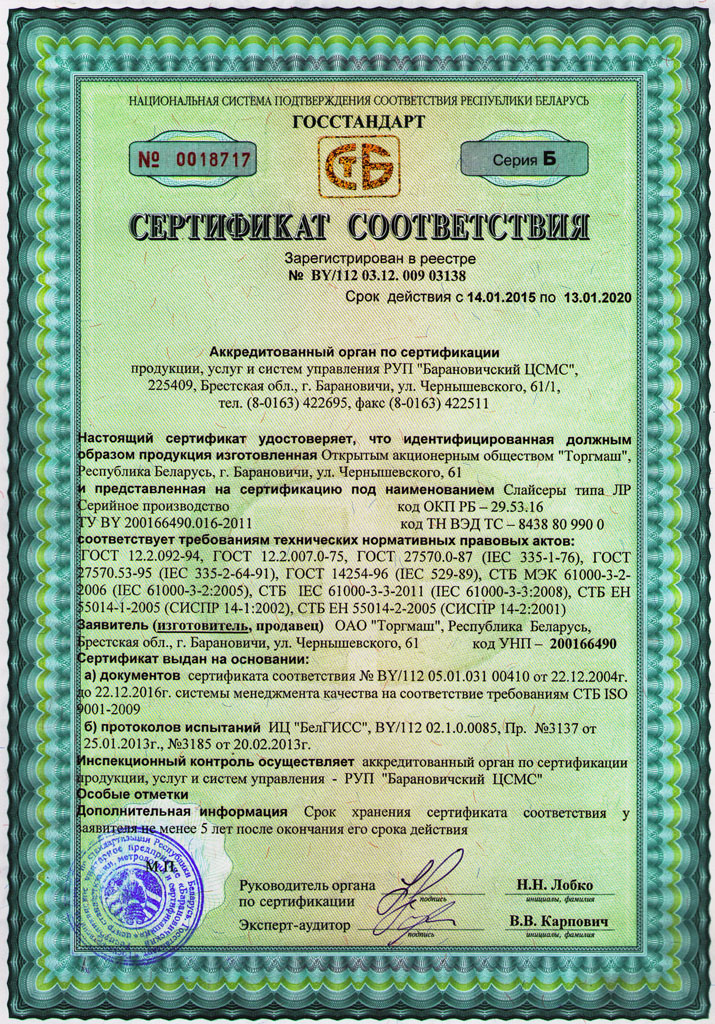 НАЦИОНАЛЬНАЯ СИСТЕМА ПОДТВЕРЖДЕНИЯ СООТВЕТСТВИЯ РЕСПУБЛИКИ БЕЛАРУСЬ
ГОССТАНДАРТ
№ 0018717
СТБ
Серия Б
СЕРТИФИКАТ СООТВЕТСТВИЯ
Зарегистрирован в реестре
№ BY/112 03.12. 009 03138
Срок действия с 14.01.2015 по 13.01.2020
Аккредитованный орган по сертификации
продукции, услуг и систем управления РУП "Барановичский ЦСМС",
225409, Брестская обл., г. Барановичи, ул. Чернышевского, 61/1,
тел. (8-0163) 422695, факс (8-0163) 422511
Настоящий сертификат удостоверяет, что идентифицированная должным
образом продукция изготовленная Открытым акционерным обществом "Торгмаш",
Республика Беларусь, г. Барановичи, ул. Чернышевского, 61
и представленная на сертификацию под наименованием Слайсеры типа ЛР
Серийное производство код ОКП РБ – 29.53.16
ТУ BY 200166490.016-2011 код ТН ВЭД ТС – 8438 80 990 0
соответствует требованиям технических нормативных правовых актов:
ГОСТ 12.2.092-94, ГОСТ 12.2.007.0-75, ГОСТ 27570.0-87 (IEC 335-1-76), ГОСТ
27570.53-95 (IEC 335-2-64-91), ГОСТ 14254-96 (IEC 529-89), СТБ МЭК 61000-3-2-
2006 (IEC 61000-3-2:2005), СТБ IEC 61000-3-3-2011 (IEC 61000-3-3:2008), СТБ ЕН
55014-1-2005 (СИСПР 14-1:2002), СТБ ЕН 55014-2-2005 (СИСПР 14-2:2001)
Заявитель (изготовитель, продавец) ОАО "Торгмаш", Республика Беларусь,
Брестская обл., г. Барановичи, ул. Чернышевского, 61 код УНП – 200166490
Сертификат выдан на основании:
а) документов сертификата соответствия № BY/112 05.01.031 00410 от 22.12.2004г.
до 22.12.2016г. системы менеджмента качества на соответствие требованиям СТБ ISO
9001-2009
б) протоколов испытаний ИЦ "БелГИСС", BY/112 02.1.0.0085, Пр. №3137 от
25.01.2013г., №3185 от 20.02.2013г.
Инспекционный контроль осуществляет аккредитованный орган по сертификации
продукции, услуг и систем управления - РУП "Барановичский ЦСМС"
Особые отметки
Дополнительная информация Срок хранения сертификата соответствия у
заявителя не менее 5 лет после окончания его срока действия
М.П.
Руководитель органа
по сертификации
подпись
Н.Н. Лобко
инициалы, фамилия
Эксперт-аудитор
подпись
В.В. Карпович
инициалы, фамилия